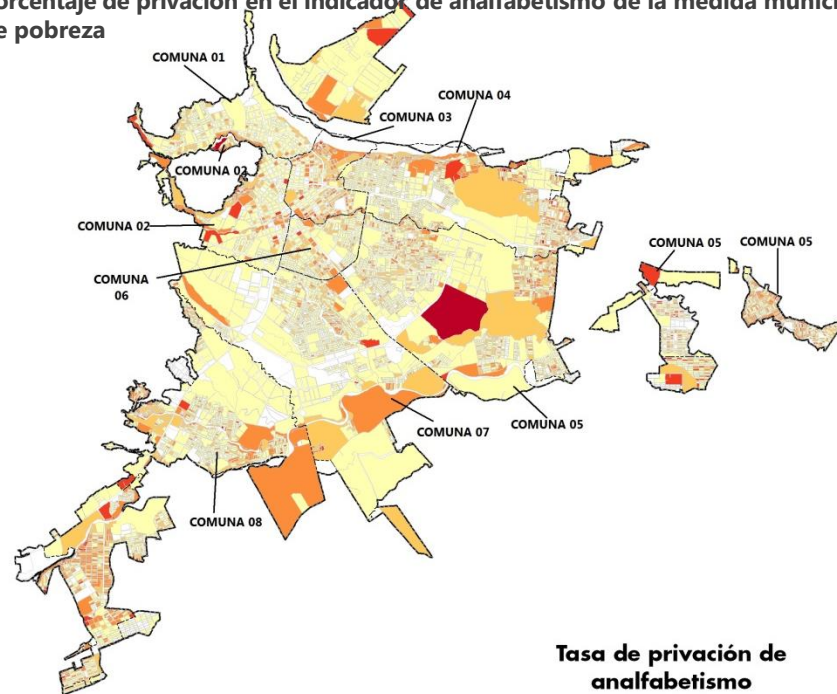 orcentaje de privación en el indicador de analfabetismo de la medida munici
e pobreza
COMUNA 01
COMUNA 04
COMUNA 03
COMUNA 03
COMUNA 02
COMUNA 05
COMUNA 05
COMUNA
06
COMUNA 07
COMUNA 05
COMUNA 08
Tasa de privación de
analfabetismo